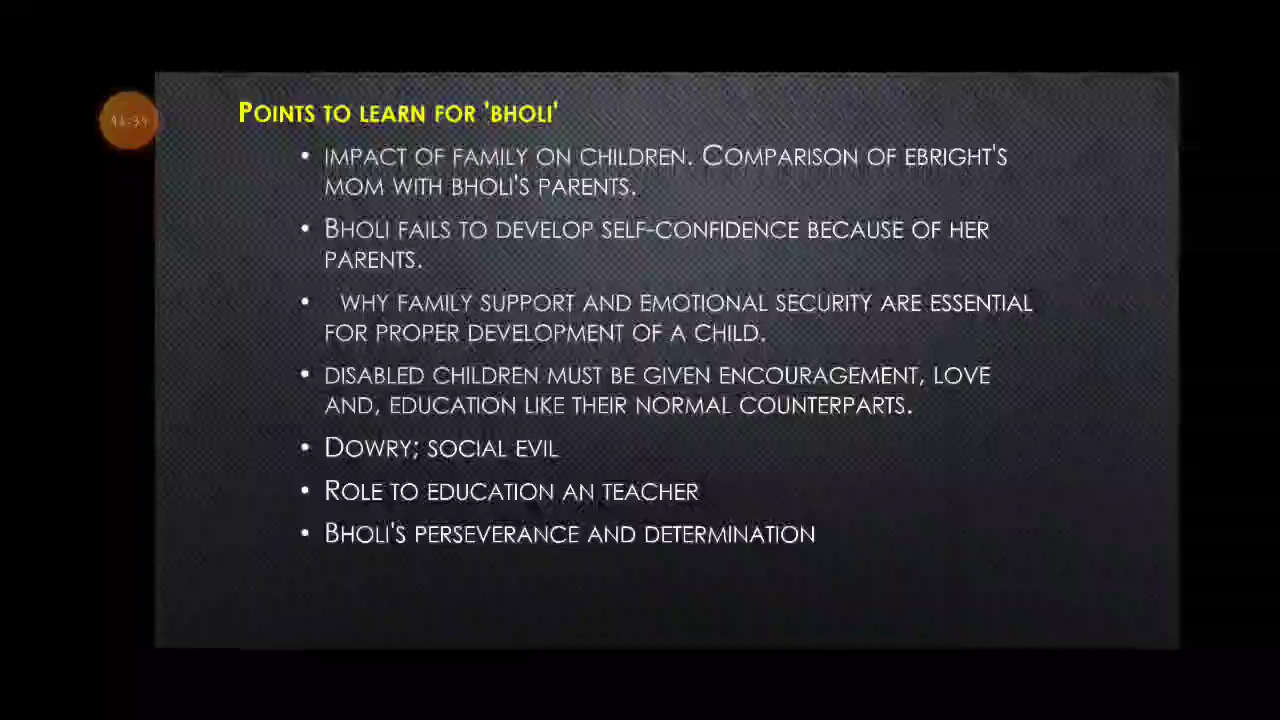 POINTS TO LEARN FOR 'BHOLI'
• IMPACT OF FAMILY ON CHILDREN. COMPARISON OF EBRIGHT'S
MOM WITH BHOLI'S PARENTS.
• BHOLI FAILS TO DEVELOP SELF-CONFIDENCE BECAUSE OF HER
PARENTS.
• WHY FAMILY SUPPORT AND EMOTIONAL SECURITY ARE ESSENTIAL
FOR PROPER DEVELOPMENT OF A CHILD.
• DISABLED CHILDREN MUST BE GIVEN ENCOURAGEMENT, LOVE
AND, EDUCATION LIKE THEIR NORMAL COUNTERPARTS.
• DOWRY; SOCIAL EVIL
• ROLE TO EDUCATION AN TEACHER
• BHOLI'S PERSEVERANCE AND DETERMINATION